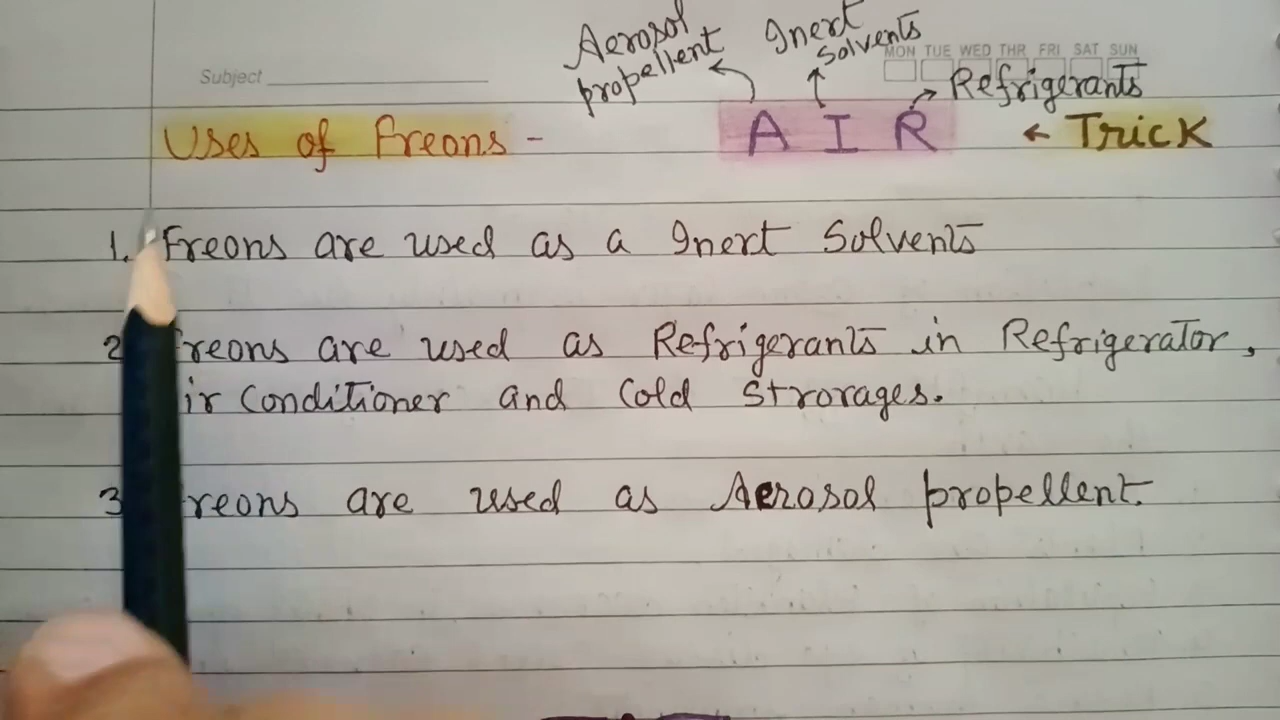 Aerosol propellent
Inert Solvents
MON TUE WED THR FRI SAT SUN
Subject
Refrigerants
Uses of Freons -
A I R
← Trick
1. Freons are used as a Inert Solvents
2 reons are used as Refrigerants in Refrigerator,
ir Conditioner and Cold Strorages.
3 reons are used as Aerosol propellent.